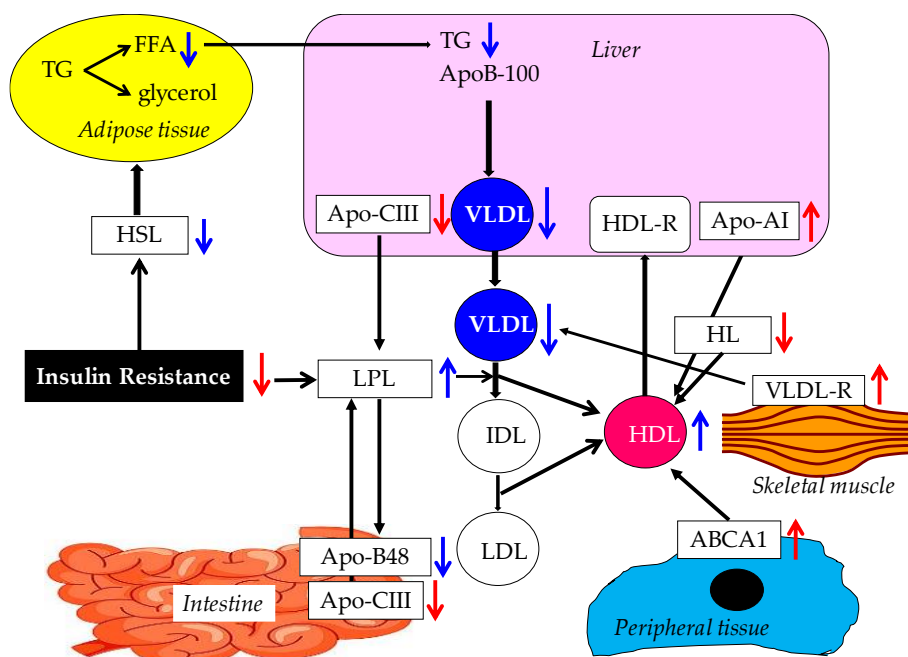 FFA
TG
glycerol
Adipose tissue
TG
ApoB-100
Liver
Apo-CIII
VLDL
HDL-R
Apo-AI
HSL
VLDL
HL
Insulin Resistance
LPL
VLDL-R
IDL
HDL
Skeletal muscle
LDL
ABCA1
Apo-B48
Intestine
Apo-CIII
Peripheral tissue